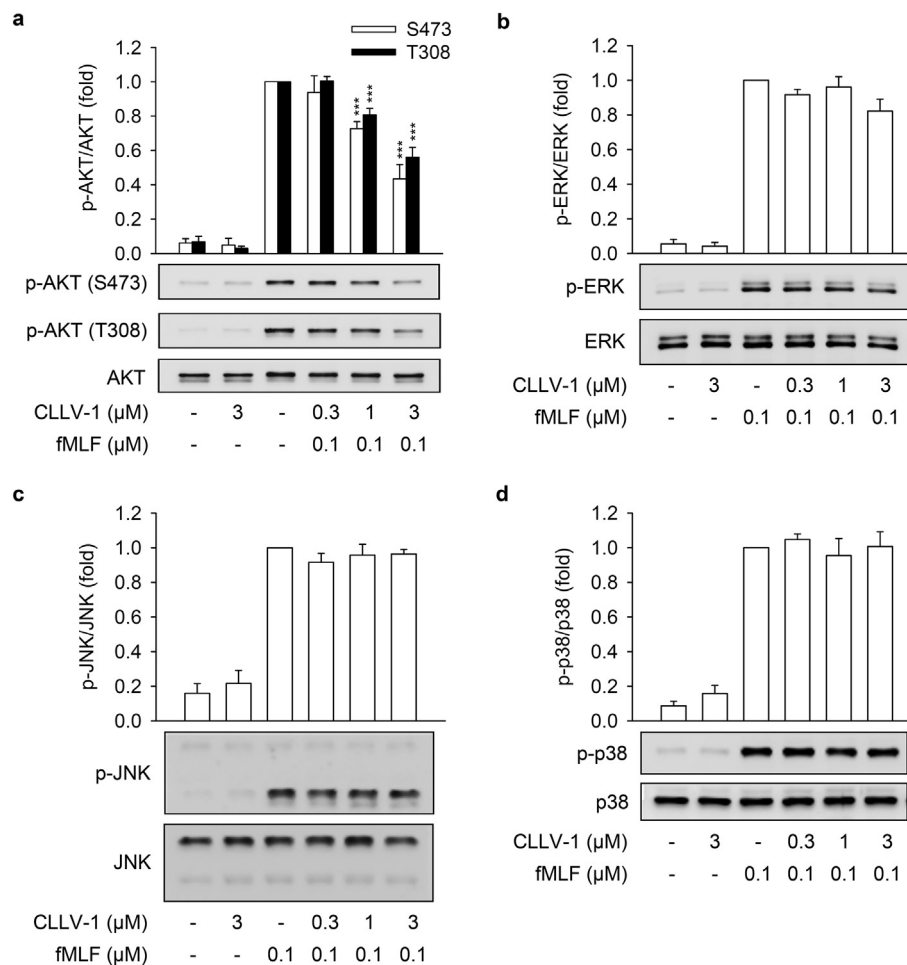 a
S473
T308
p-AKT/AKT (fold)
1.2
1.0
0.8
0.6
0.4
0.2
0.0
*** *** *** ***
p-AKT (S473)
p-AKT (T308)
AKT
CLLV-1 (µM) - 3 - 0.3 1 3
fMLF (µM) - - - 0.1 0.1 0.1
b
p-ERK/ERK (fold)
1.2
1.0
0.8
0.6
0.4
0.2
0.0
p-ERK
ERK
CLLV-1 (µM) - 3 - 0.3 1 3
fMLF (µM) - - 0.1 0.1 0.1 0.1
c
p-JNK/JNK (fold)
1.2
1.0
0.8
0.6
0.4
0.2
0.0
p-JNK
JNK
CLLV-1 (µM) - 3 - 0.3 1 3
fMLF (µM) - - 0.1 0.1 0.1 0.1
d
p-p38/p38 (fold)
1.2
1.0
0.8
0.6
0.4
0.2
0.0
p-p38
p38
CLLV-1 (µM) - 3 - 0.3 1 3
fMLF (µM) - - 0.1 0.1 0.1 0.1